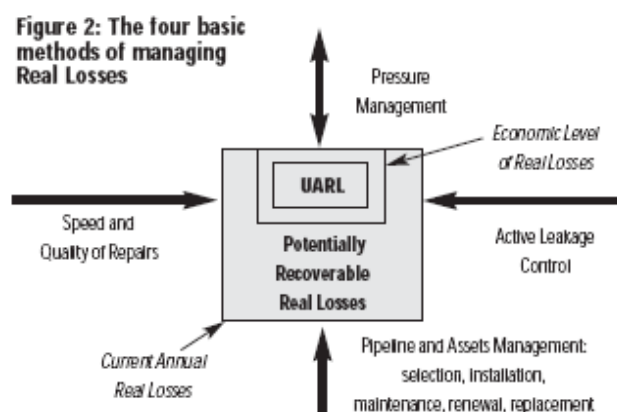 Figure 2: The four basic
methods of managing
Real Losses
Pressure
Management
Economic Level
of Real Losses
UARL
Speed and
Quality of Repairs
Potentially
Recoverable
Real Losses
Active Leakage
Control
Current Annual
Real Losses
Pipeline and Assets Management:
selection, installation,
maintenance, renewal, replacement